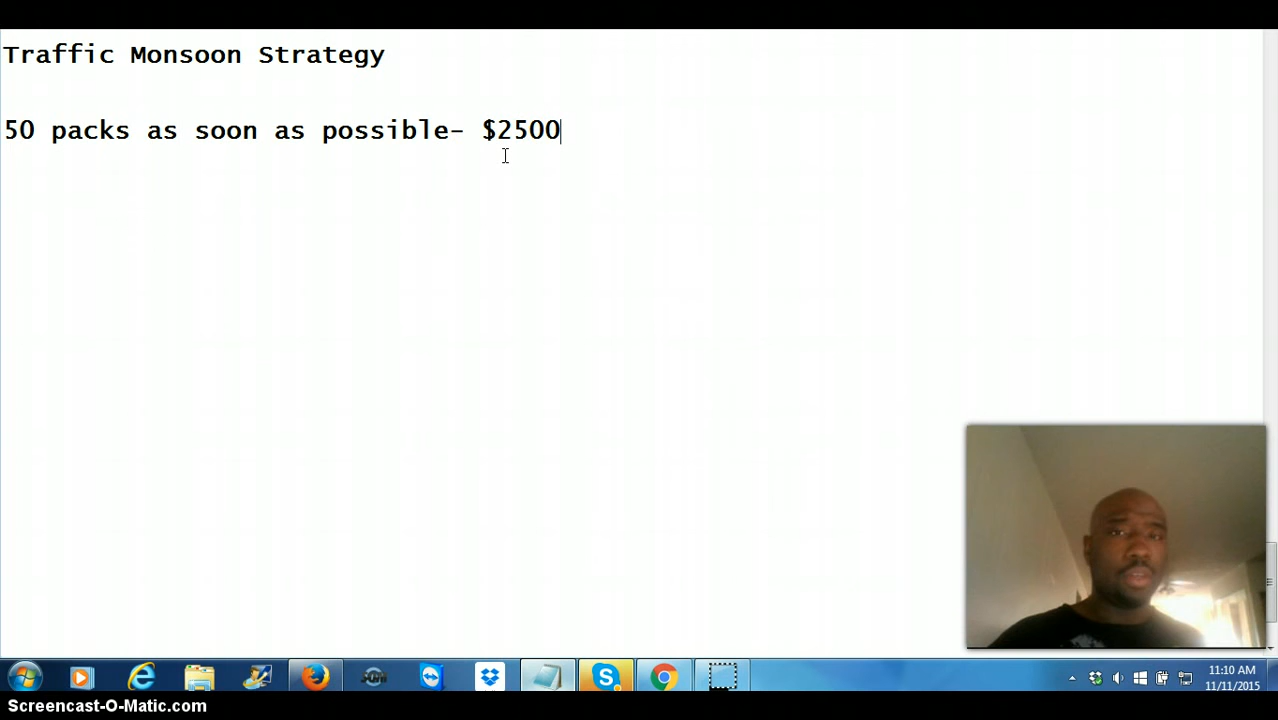 Traffic Monsoon Strategy
50 packs as soon as possible- $2500
11:10 AM
11/11/2015
Screencast-O-Matic.com